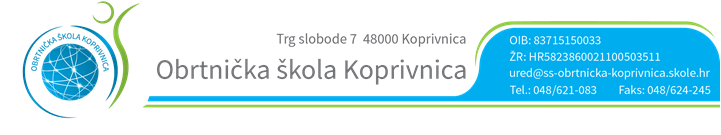 OBRTNIČKA ŠKOLA KOPRIVNICA
Trg slobode 7 48000 Koprivnica
Obrtnička škola Koprivnica
OIB: 83715150033
ŽR: HR5823860021100503511
ured@ss-obrtnicka-koprivnica.skole.hr
Tel.: 048/621-083 Faks: 048/624-245